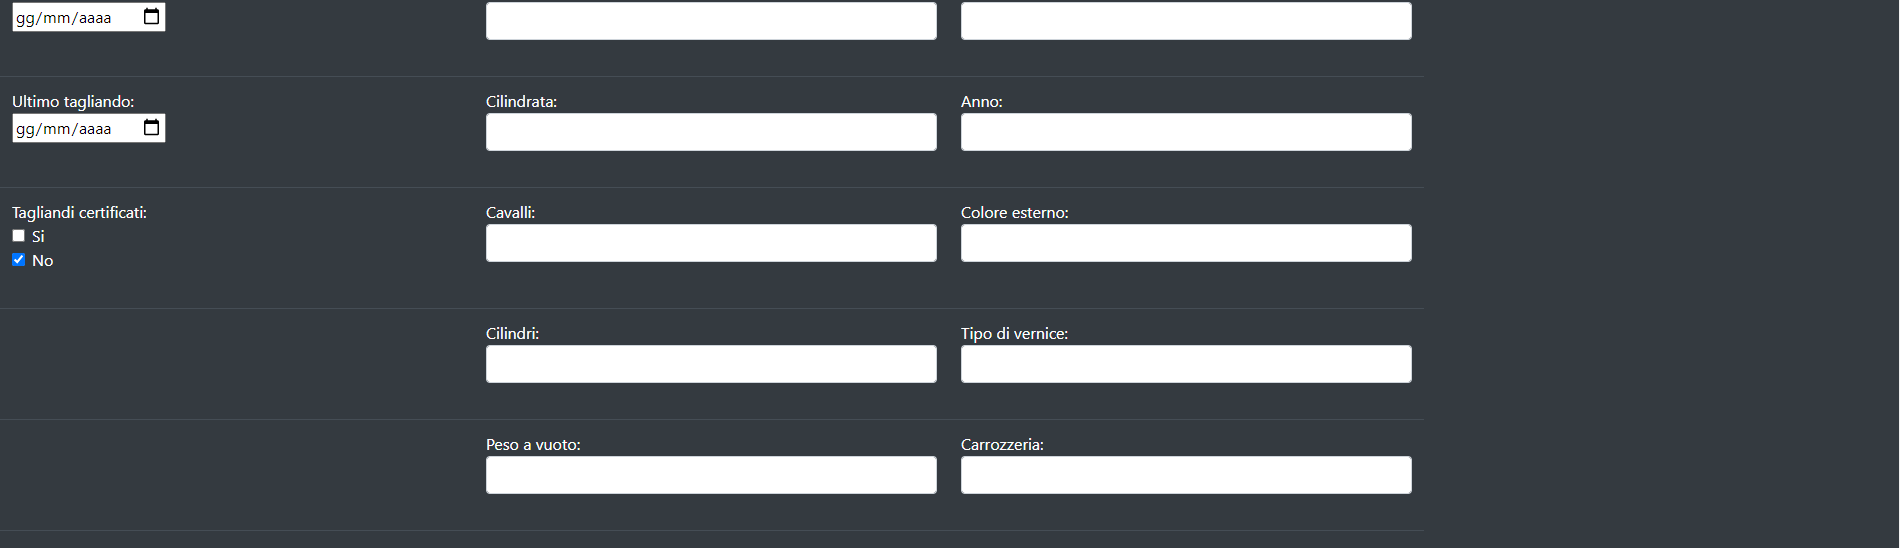 gg/mm/aaaa
Ultimo tagliando: Cilindrata: Anno:
gg/mm/aaaa
Tagliandi certificati: Cavalli: Colore esterno:
Si
No
Cilindri: Tipo di vernice:
Peso a vuoto: Carrozzeria: